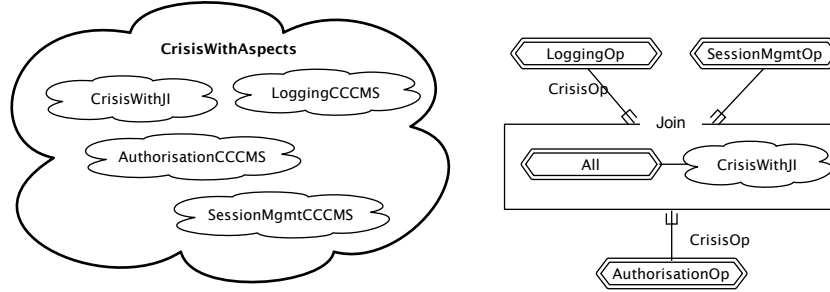 CrisisWithAspects
CrisisWithJI
LoggingCCCMS
AuthorisationCCCMS
SessionMgmtCCCMS
LoggingOp
SessionMgmtOp
CrisisOp
Join
All
CrisisWithJI
CrisisOp
AuthorisationOp